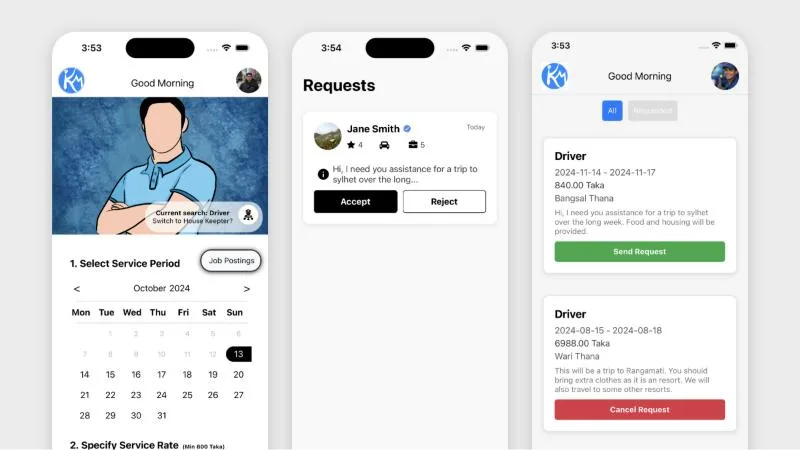 3:53
KM
Good Morning
Current search: Driver
Switch to House Keepter?
1. Select Service Period
Job Postings
< October 2024 >
Mon Tue Wed Thu Fri Sat Sun
1 2 3 4 5 6
7 8 9 10 11 12 13
14 15 16 17 18 19 20
21 22 23 24 25 26 27
28 29 30 31
2. Specify Service Rate (Min 800 Taka)
3:54
Requests
Jane Smith
Today
4 5
Hi, I need you assistance for a trip to
sylhet over the long...
Accept Reject
3:53
KM
Good Morning
All Requested
Driver
2024-11-14 - 2024-11-17
840.00 Taka
Bangsal Thana
Hi, I need you assistance for a trip to sylhet
over the long week. Food and housing will be
provided.
Send Request
Driver
2024-08-15 - 2024-08-18
6988.00 Taka
Wari Thana
This will be a trip to Rangamati. You should
bring extra clothes as it is an resort. We will
also travel to some other resorts.
Cancel Request